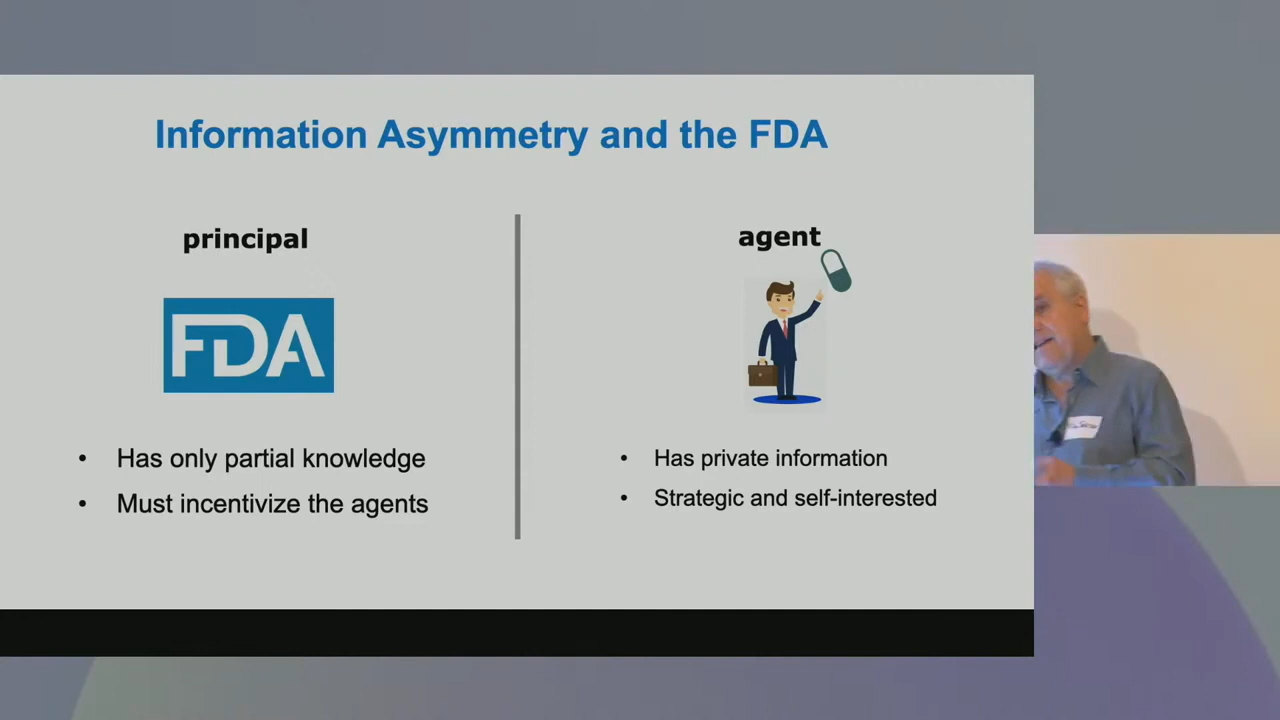 Information Asymmetry and the FDA
principal
FDA
• Has only partial knowledge
• Must incentivize the agents
agent
• Has private information
• Strategic and self-interested